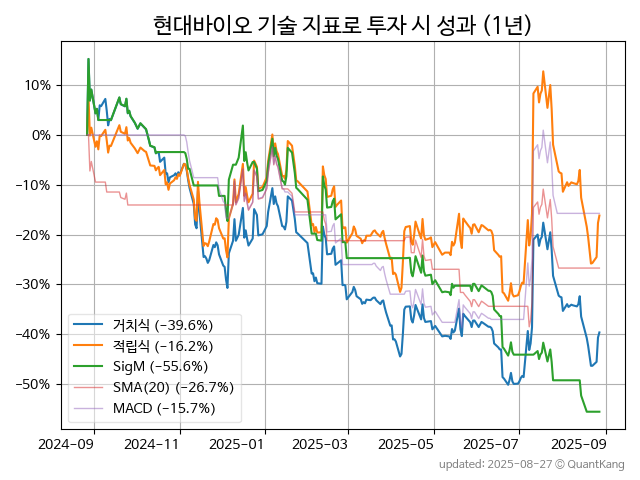 현대바이오 기술 지표로 투자 시 성과 (1년)
10%
0%
−10%
−20%
−30%
−40%
−50%
거치식 (−39.6%)
적립식 (−16.2%)
SigM (−55.6%)
SMA(20) (−26.7%)
MACD (−15.7%)
2024-09 2024-11 2025-01 2025-03 2025-05 2025-07 2025-09
updated: 2025-08-27 © QuantKang